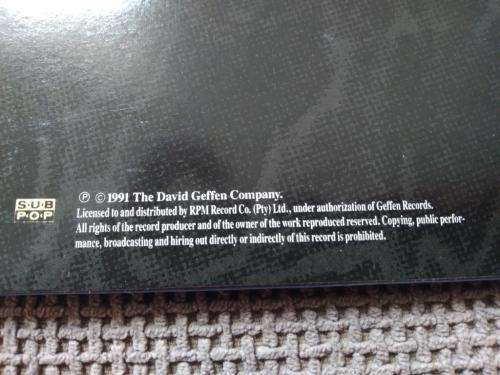 SUB
POP
℗ © 1991 The David Geffen Company.
Licensed to and distributed by RPM Record Co. (Pty) Ltd., under authorization of Geffen Records.
All rights of the record producer and of the owner of the work reproduced reserved. Copying, public perfor-
mance, broadcasting and hiring out directly or indirectly of this record is prohibited.